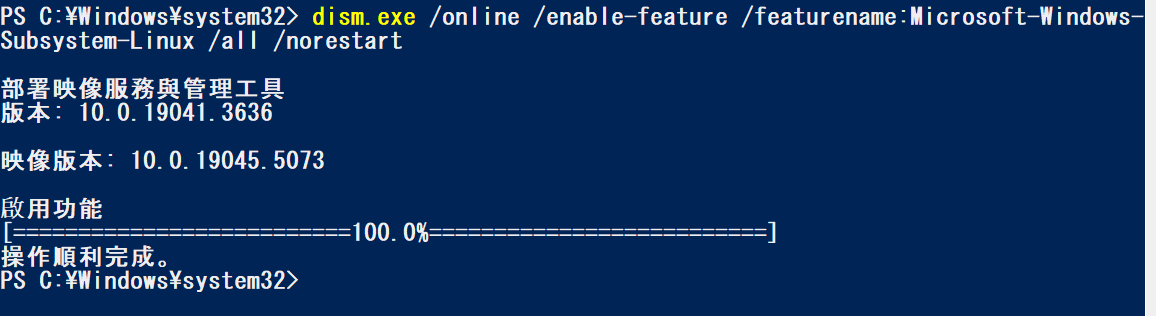 PS C:¥Windows¥system32> dism.exe /online /enable-feature /featurename:Microsoft-Windows-
Subsystem-Linux /all /norestart
部署映像服務與管理工具
版本: 10.0.19041.3636
映像版本: 10.0.19045.5073
啟用功能
[==========================100.0%==========================]
操作順利完成。
PS C:¥Windows¥system32>